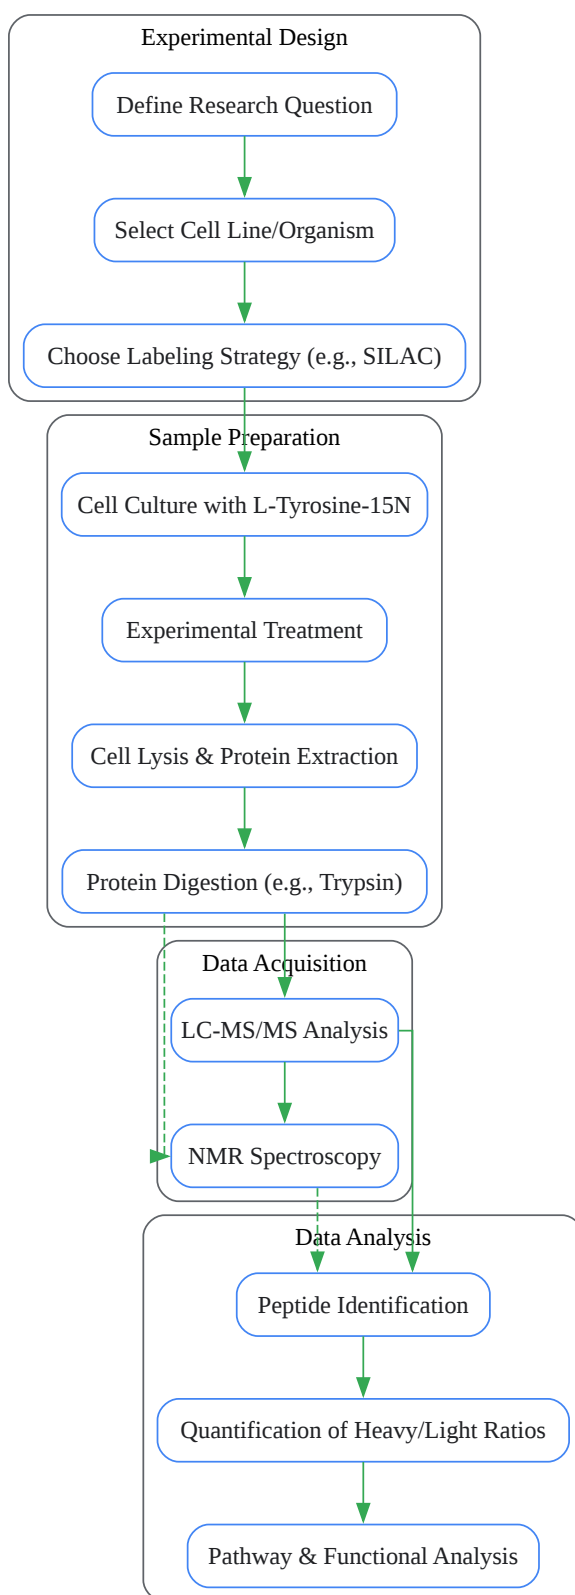 Experimental Design
Define Research Question
Select Cell Line/Organism
Choose Labeling Strategy (e.g., SILAC)
Sample Preparation
Cell Culture with L-Tyrosine-15N
Experimental Treatment
Cell Lysis & Protein Extraction
Protein Digestion (e.g., Trypsin)
Data Acquisition
LC-MS/MS Analysis
NMR Spectroscopy
Data Analysis
Peptide Identification
Quantification of Heavy/Light Ratios
Pathway & Functional Analysis